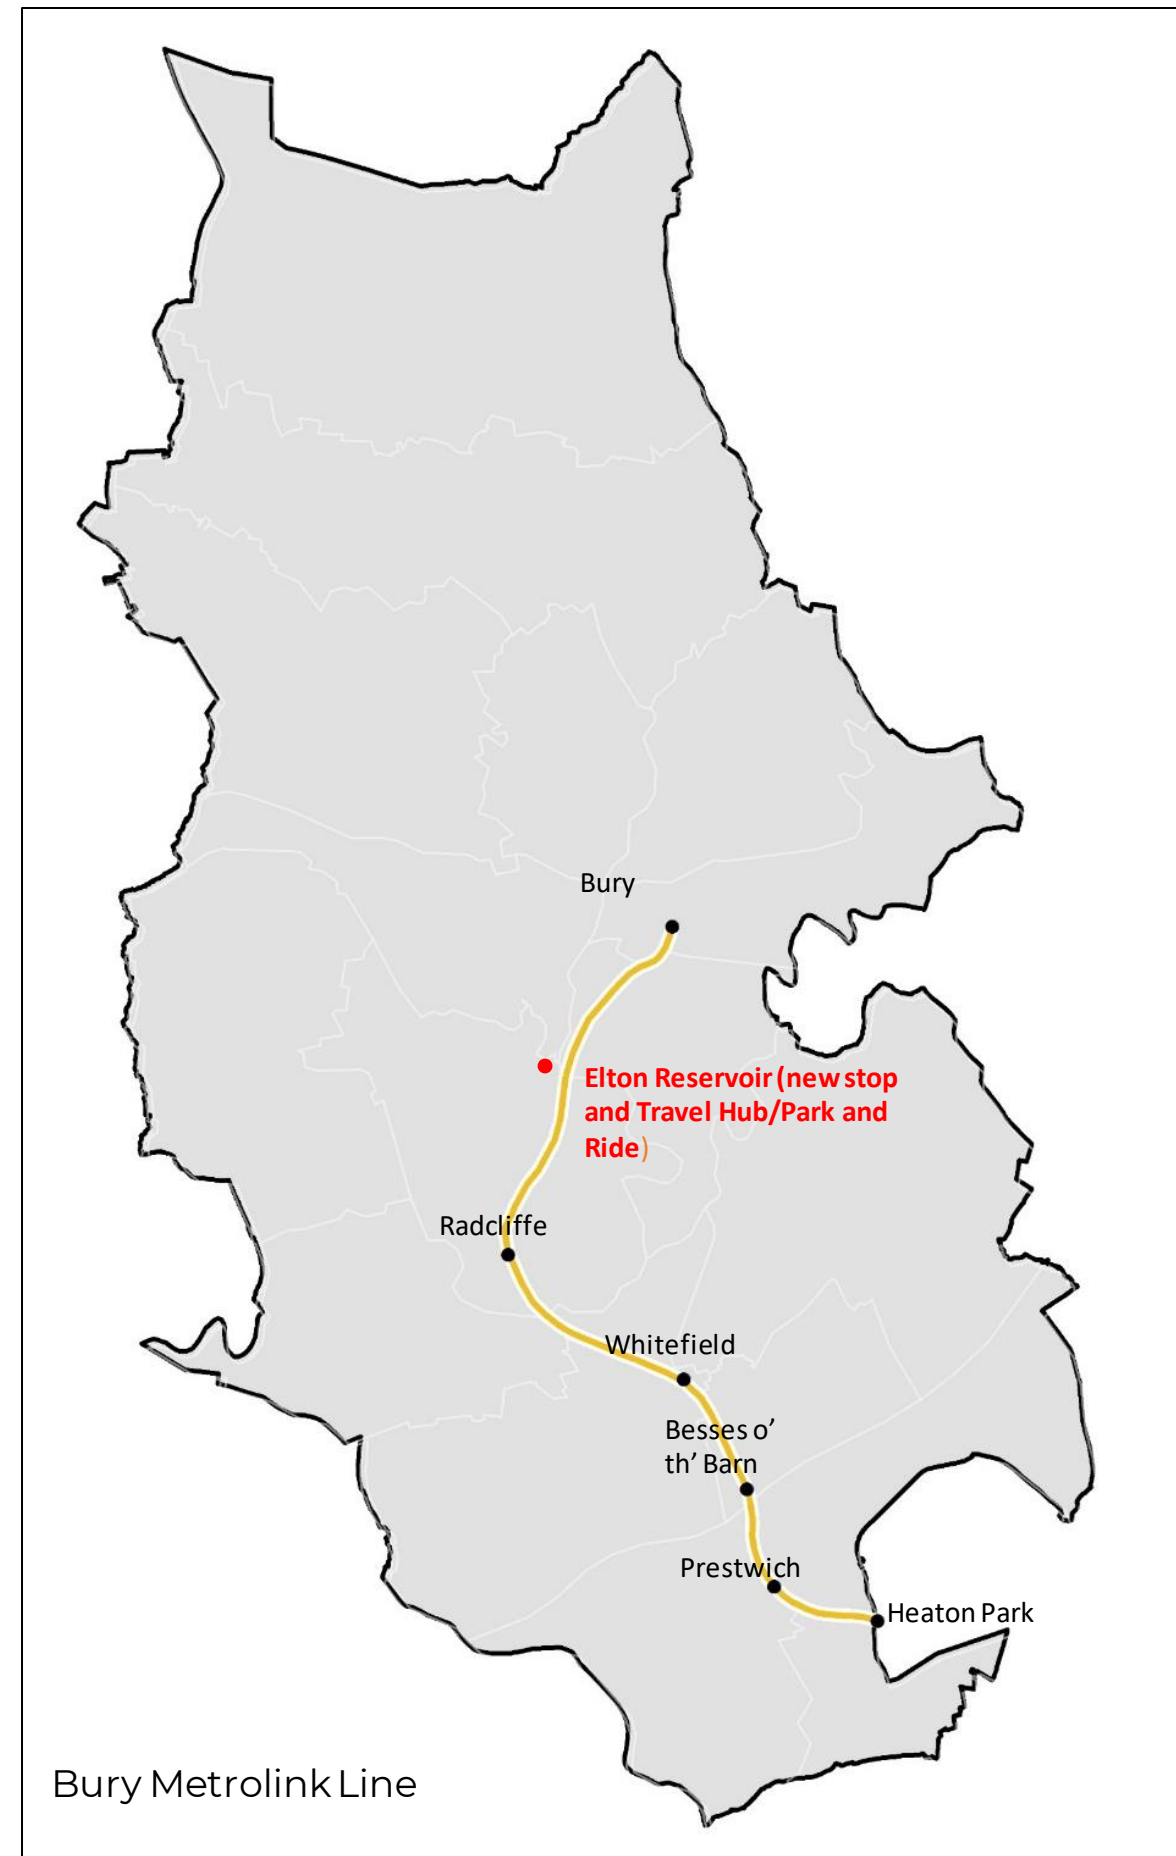 Bury
Elton Reservoir (new stop
and Travel Hub/Park and
Ride)
Radcliffe
Whitefield
Besses o’
th’ Barn
Prestwich
Heaton Park
Bury Metrolink Line